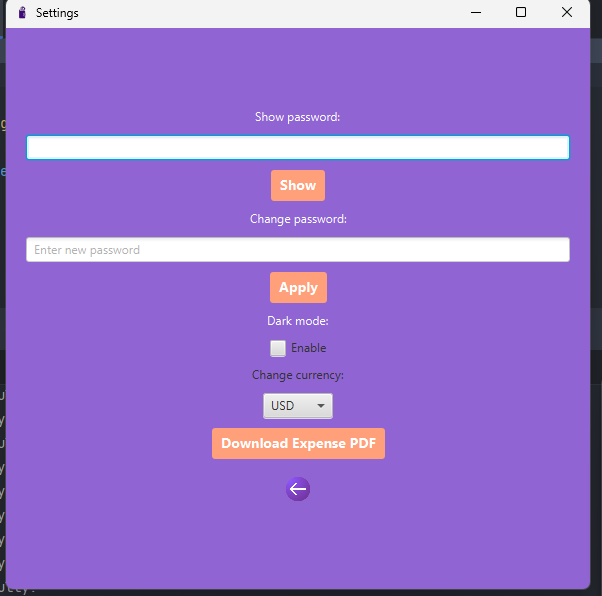 Settings
Show password:
Show
Change password:
Enter new password
Apply
Dark mode:
Enable
Change currency:
USD
Download Expense PDF